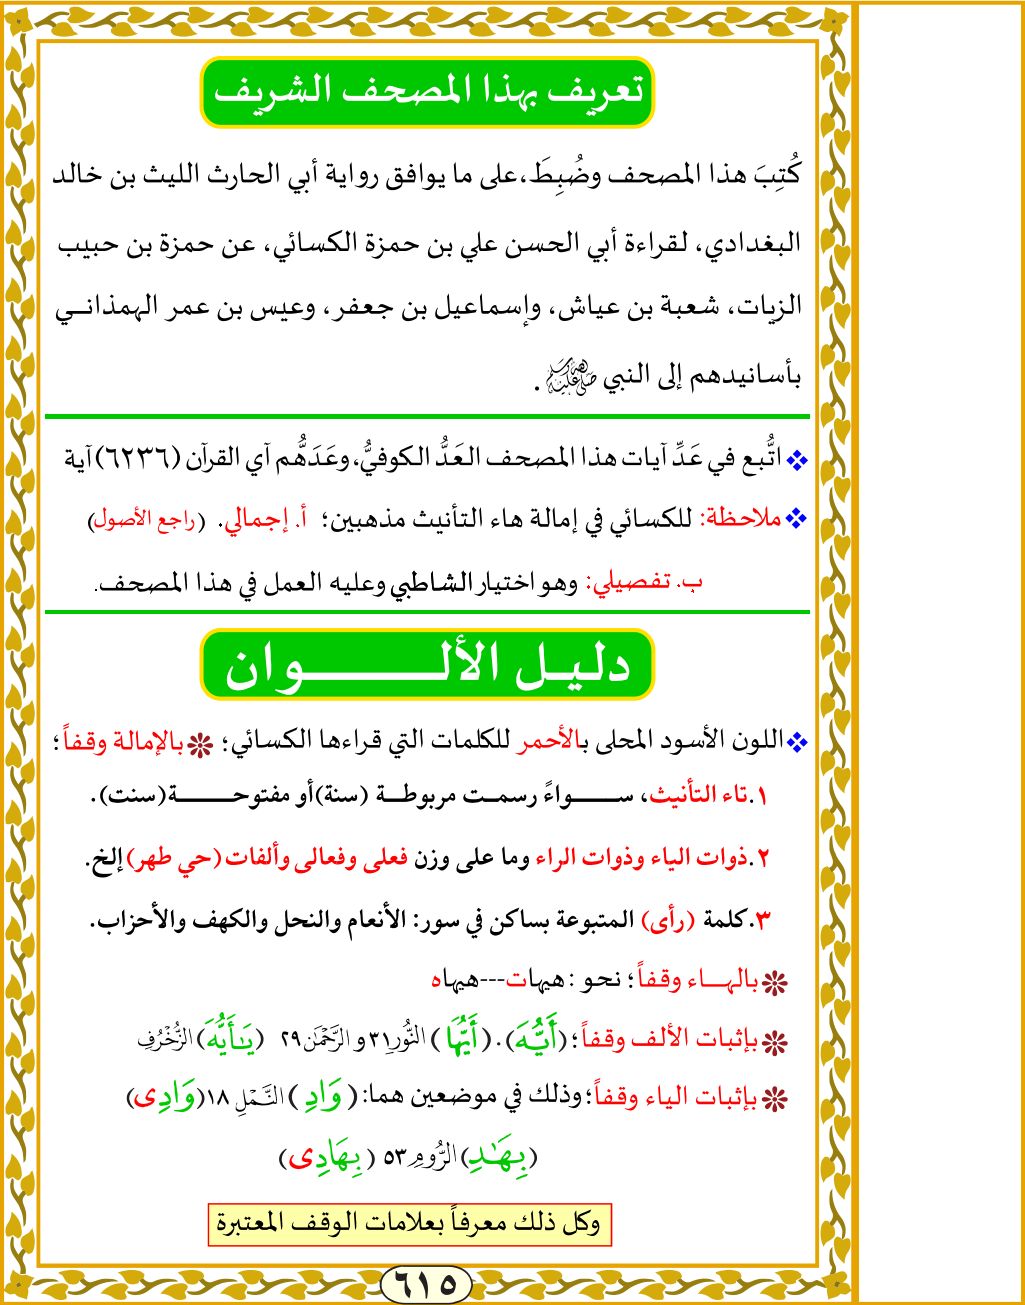 تعريف بهذا المصحف الشريف
كُتِبَ هذا المصحف وضُبِطَ،على ما يوافق رواية أبي الحارث الليث بن خالد
البغدادي، لقراءة أبي الحسن علي بن حمزة الكسائي، عن حمزة بن حبيب
الزيات، شعبة بن عياش، وإسماعيل بن جعفر، وعيس بن عمر الهمذاني
بأسانيدهم إلى النبي ﷺ .
اتُّبع في عَدِّ آيات هذا المصحف العَدُّ الكوفيُّ، وعَدَهُّم آي القرآن (٦٢٣٦) آية
ملاحظة: للكسائي في إمالة هاء التأنيث مذهبين؛ أ. إجمالي. (راجع الأصول)
ب. تفصيلي: وهو اختيار الشاطبي وعليه العمل في هذا المصحف.
دليل الألوان
اللون الأسود المحلى بالأحمر للكلمات التي قراءها الكسائي؛ بالإمالة وقفاً؛
١.تاء التأنيث، سواءً رسمت مربوطة (سنة)أو مفتوحة(سنت).
٢.ذوات الياء وذوات الراء وما على وزن فعلى وفعالى وألفات (حي طهر) إلخ.
٣.كلمة (رأى) المتبوعة بساكن في سور: الأنعام والنحل والكهف والأحزاب.
بالهاء وقفاً؛ نحو : هيهات---هيهاه
بإثبات الألف وقفاً؛ (أَيُّهَ). (أَيُّهَا) النُّور ٣١ و الرَّحْمَن ٢٩ (يَٰأَيُّهَ) الزُّخْرُفِ
بإثبات الياء وقفاً؛ وذلك في موضعين هما: (وَادِ) النَّمْلِ ١٨ (وَادِى)
(بِهَٰدِ) الرُّومِ ٥٣ (بِهَادِى)
وكل ذلك معرفاً بعلامات الوقف المعتبرة
٦١٥